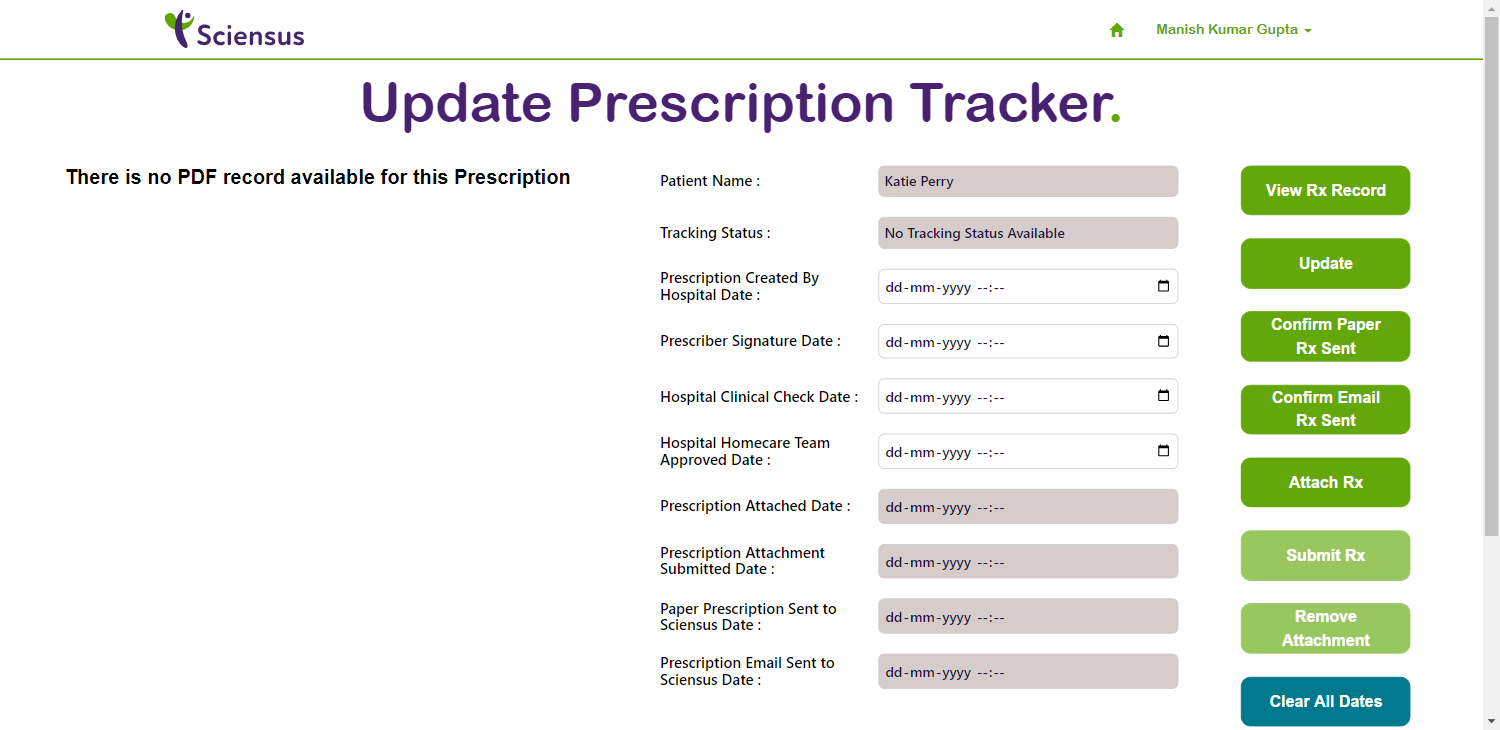 Sciensus
Manish Kumar Gupta
Update Prescription Tracker.
There is no PDF record available for this Prescription
Patient Name :
Katie Perry
View Rx Record
Tracking Status :
No Tracking Status Available
Update
Prescription Created By
Hospital Date :
dd-mm-yyyy --:--
Confirm Paper
Rx Sent
Prescriber Signature Date :
dd-mm-yyyy --:--
Hospital Clinical Check Date :
dd-mm-yyyy --:--
Confirm Email
Rx Sent
Hospital Homecare Team
Approved Date :
dd-mm-yyyy --:--
Attach Rx
Prescription Attached Date :
dd-mm-yyyy --:--
Prescription Attachment
Submitted Date :
dd-mm-yyyy --:--
Submit Rx
Paper Prescription Sent to
Sciensus Date :
dd-mm-yyyy --:--
Remove
Attachment
Prescription Email Sent to
Sciensus Date :
dd-mm-yyyy --:--
Clear All Dates